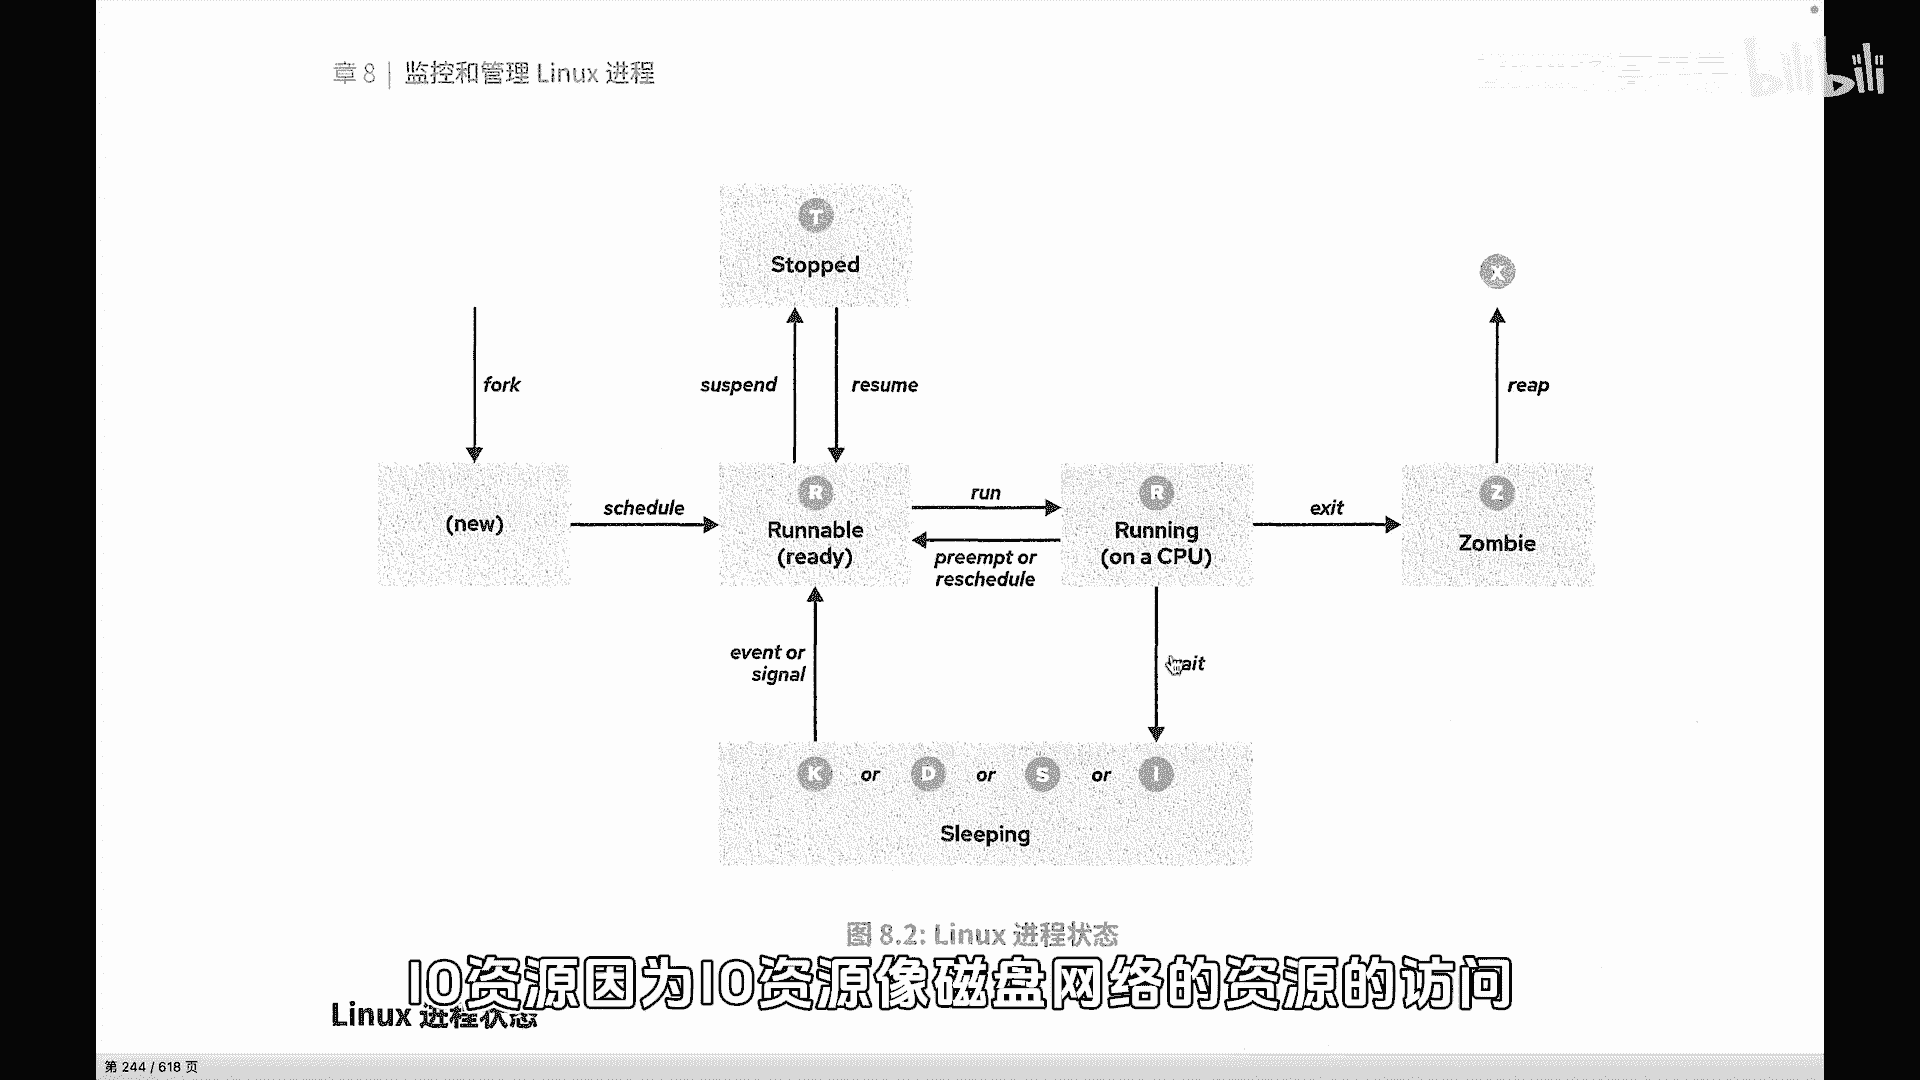 章 8 | 监控和管理 Linux 进程
bilibili
T
Stopped
X
fork
suspend
resume
reap
(new)
schedule
R
Runnable
(ready)
run
preempt or
reschedule
R
Running
(on a CPU)
exit
Z
Zombie
event or
signal
ait
K or D or S or I
Sleeping
图 8.2: Linux 进程状态
IO资源因为IO资源像磁盘网络的资源的访问
Linux 进程状态
第 244 / 618 页